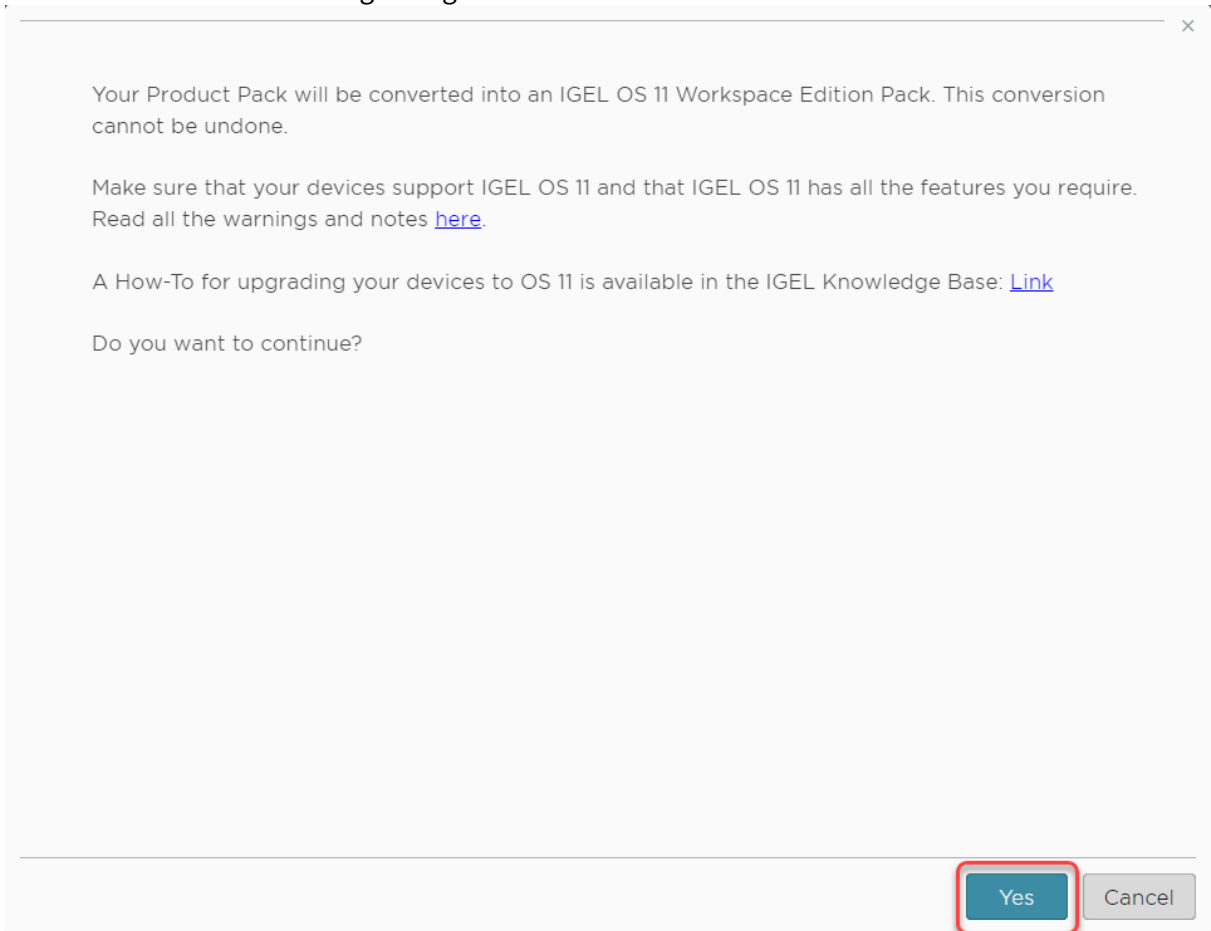 Your Product Pack will be converted into an IGEL OS 11 Workspace Edition Pack. This conversion
cannot be undone.
Make sure that your devices support IGEL OS 11 and that IGEL OS 11 has all the features you require.
Read all the warnings and notes here.
A How-To for upgrading your devices to OS 11 is available in the IGEL Knowledge Base: Link
Do you want to continue?
Yes Cancel